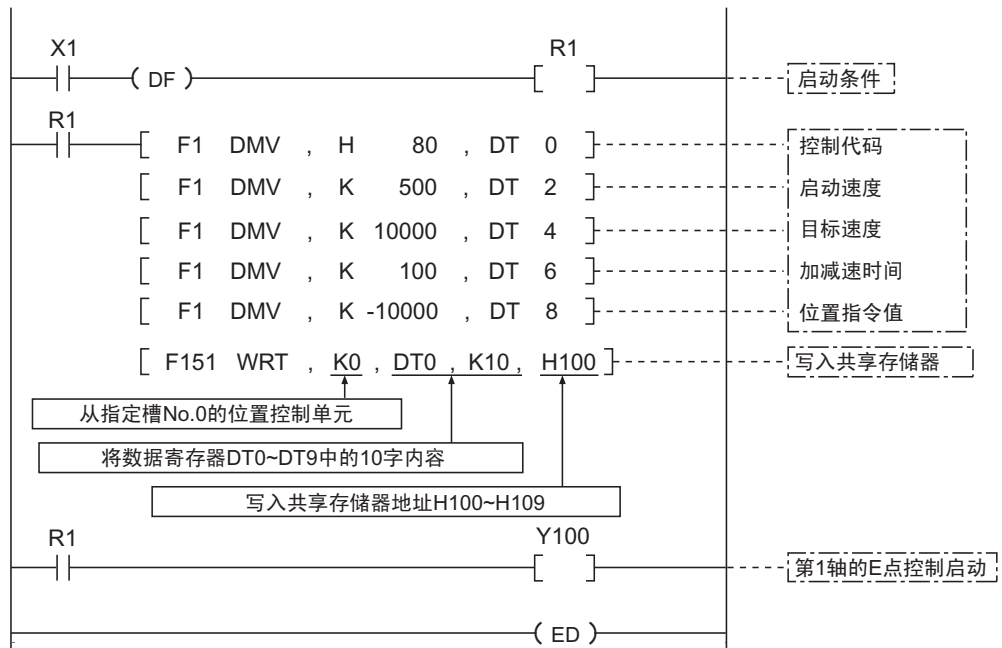 X1 R1
( DF ) [ ] 启动条件
R1
[ F1 DMV , H 80 , DT 0 ] 控制代码
[ F1 DMV , K 500 , DT 2 ] 启动速度
[ F1 DMV , K 10000 , DT 4 ] 目标速度
[ F1 DMV , K 100 , DT 6 ] 加减速时间
[ F1 DMV , K -10000 , DT 8 ] 位置指令值
[ F151 WRT , K0 , DT0 , K10 , H100 ] 写入共享存储器
从指定槽No.0的位置控制单元
将数据寄存器DT0~DT9中的10字内容
写入共享存储器地址H100~H109
R1 Y100
[ ] 第1轴的E点控制启动
( ED )